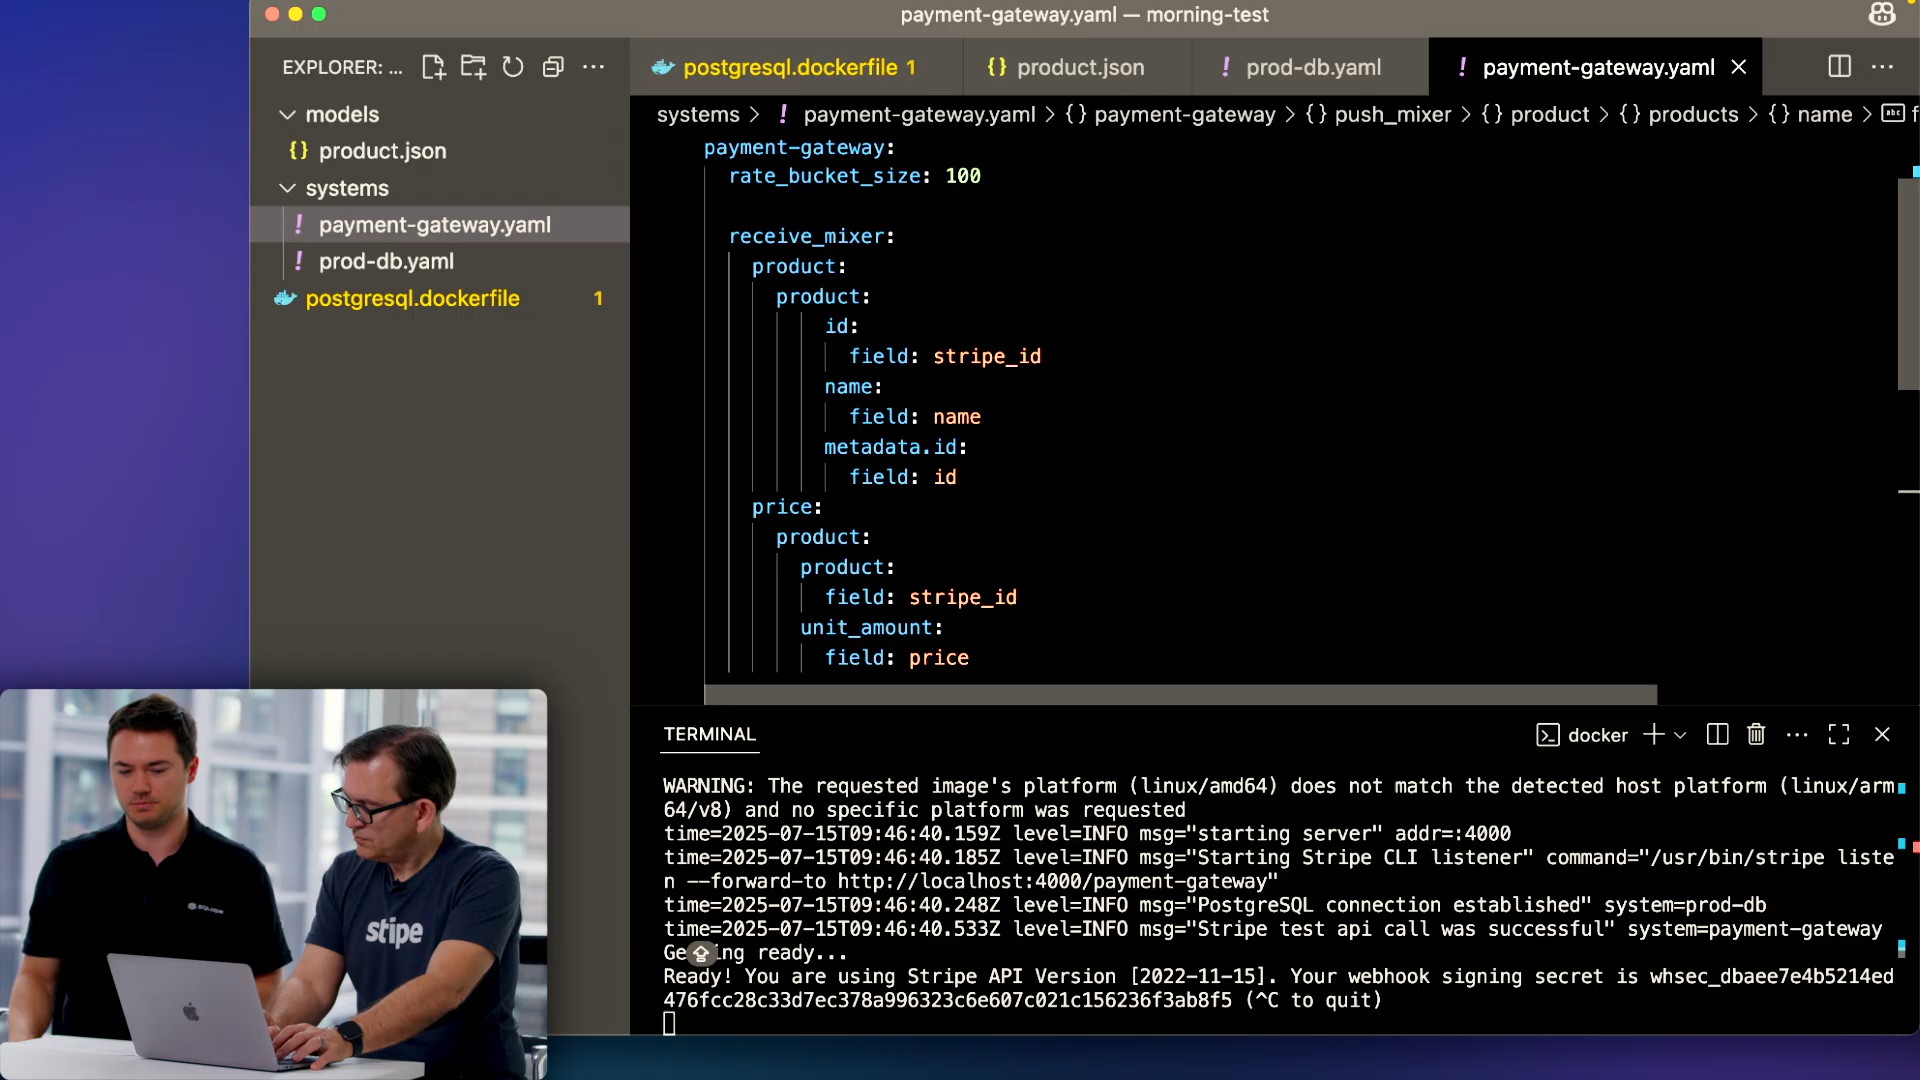 payment-gateway.yaml — morning-test
EXPLORER: ...
postgresql.dockerfile 1
product.json
prod-db.yaml
payment-gateway.yaml
systems > ! payment-gateway.yaml > {} payment-gateway > {} push_mixer > {} product > {} products > {} name > abc f
models
product.json
systems
payment-gateway.yaml
prod-db.yaml
postgresql.dockerfile 1
payment-gateway:
rate_bucket_size: 100
receive_mixer:
product:
product:
id:
field: stripe_id
name:
field: name
metadata.id:
field: id
price:
product:
product:
field: stripe_id
unit_amount:
field: price
TERMINAL
docker
WARNING: The requested image's platform (linux/amd64) does not match the detected host platform (linux/arm
64/v8) and no specific platform was requested
time=2025-07-15T09:46:40.159Z level=INFO msg="starting server" addr=:4000
time=2025-07-15T09:46:40.185Z level=INFO msg="Starting Stripe CLI listener" command="/usr/bin/stripe liste
n --forward-to http://localhost:4000/payment-gateway"
time=2025-07-15T09:46:40.248Z level=INFO msg="PostgreSQL connection established" system=prod-db
time=2025-07-15T09:46:40.533Z level=INFO msg="Stripe test api call was successful" system=payment-gateway
ready...
Ready! You are using Stripe API Version [2022-11-15]. Your webhook signing secret is whsec_dbaee7e4b5214ed
476fcc28c33d7ec378a996323c6e607c021c156236f3ab8f5 (^C to quit)
stripe